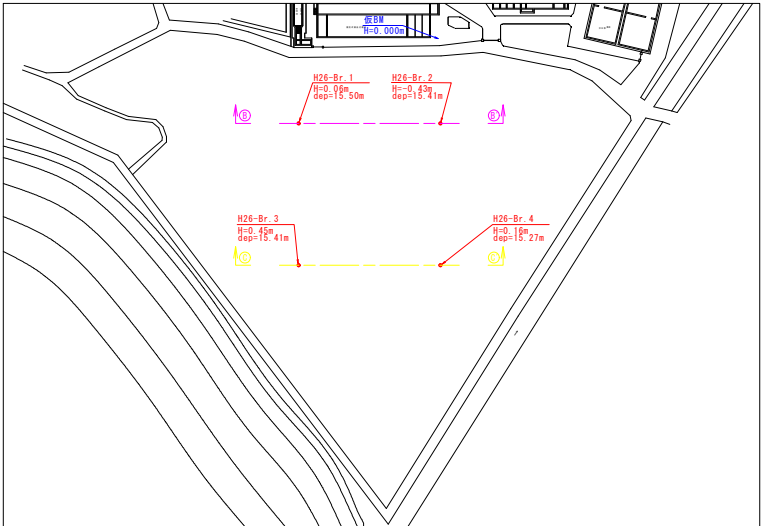 仮BM
H=0.000m
H26-Br.1
H=0.06m
dep=15.50m
H26-Br.2
H=-0.43m
dep=15.41m
B
B
H26-Br.3
H=0.45m
dep=15.41m
H26-Br.4
H=0.16m
dep=15.27m